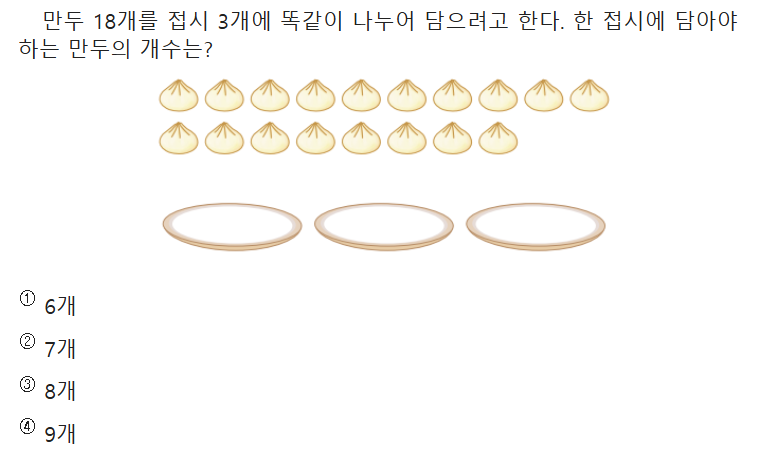 만두 18개를 접시 3개에 똑같이 나누어 담으려고 한다. 한 접시에 담아야
하는 만두의 개수는?
① 6개
② 7개
③ 8개
④ 9개